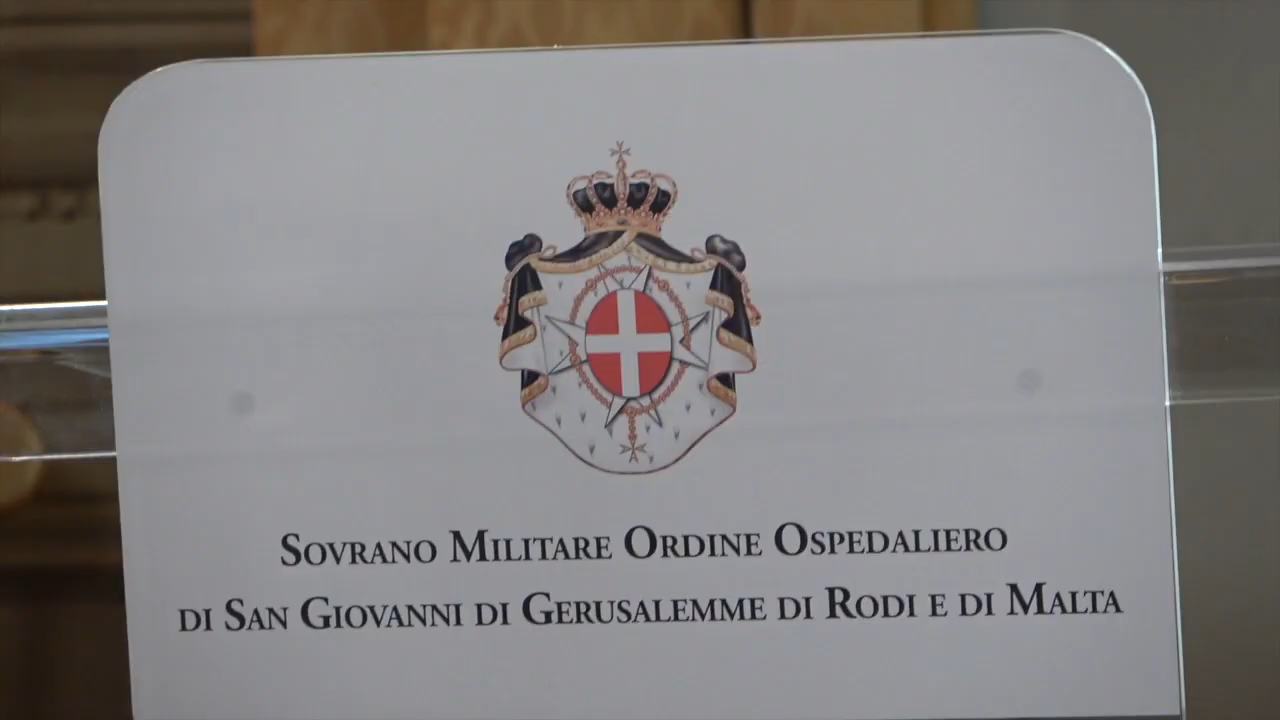 Sovrano Militare Ordine Ospedaliero
di San Giovanni di Gerusalemme di Rodi e di Malta